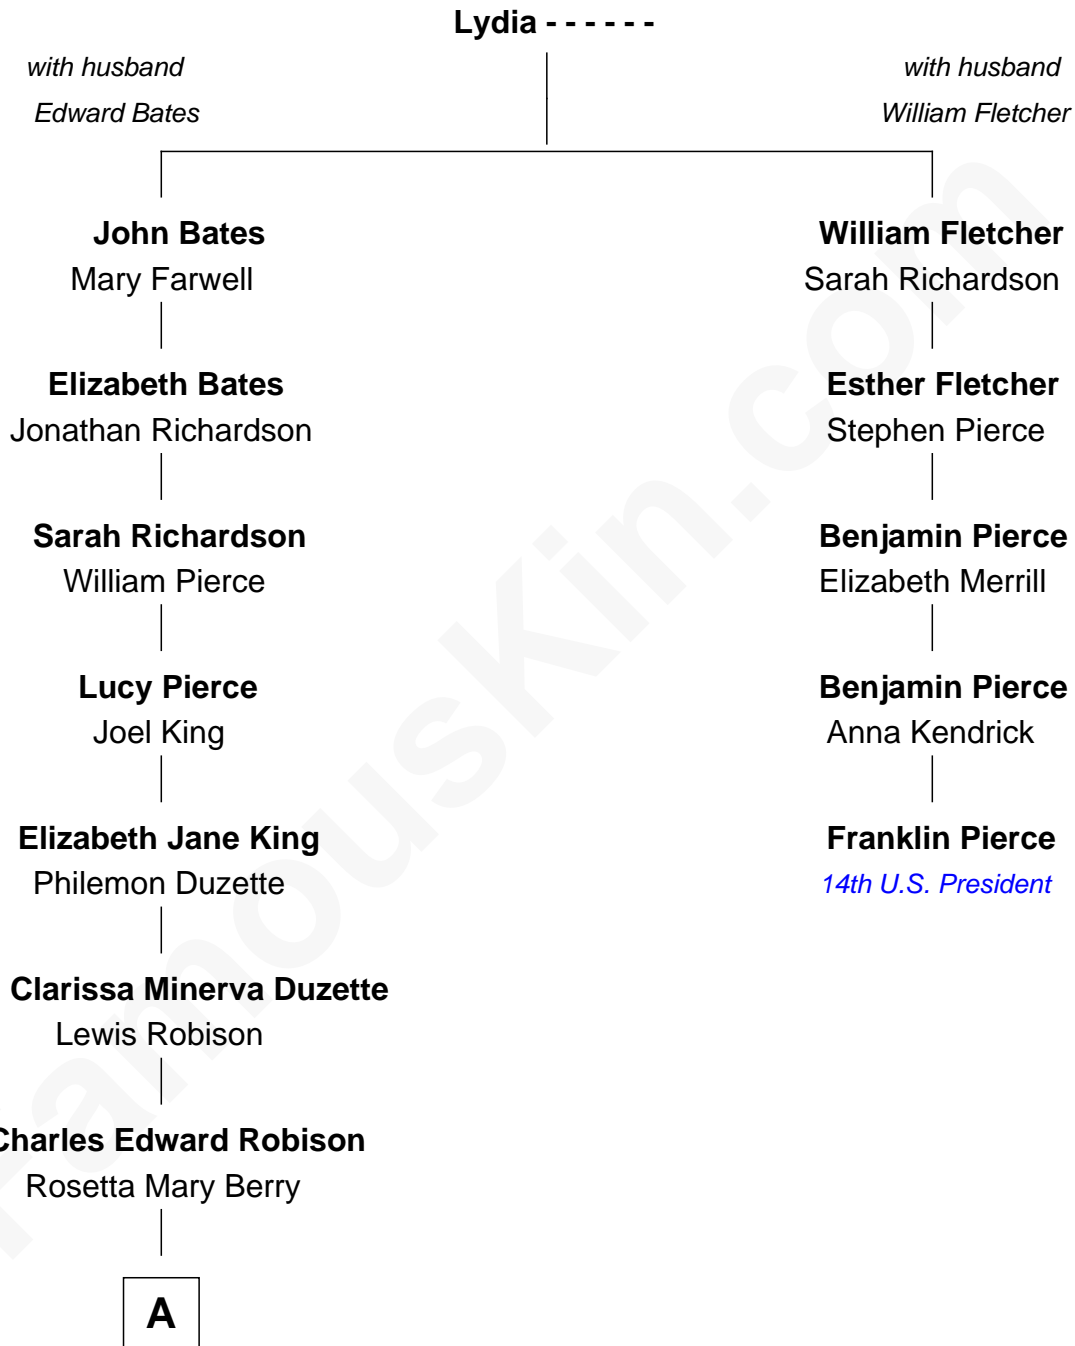 Lydia - - - - - -
with husband
Edward Bates
with husband
William Fletcher
John Bates
Mary Farwell
William Fletcher
Sarah Richardson
Elizabeth Bates
Jonathan Richardson
Esther Fletcher
Stephen Pierce
Sarah Richardson
William Pierce
Benjamin Pierce
Elizabeth Merrill
Lucy Pierce
Joel King
Benjamin Pierce
Anna Kendrick
Elizabeth Jane King
Philemon Duzette
Franklin Pierce
14th U.S. President
Clarissa Minerva Duzette
Lewis Robison
Charles Edward Robison
Rosetta Mary Berry
A
FamousKin.com